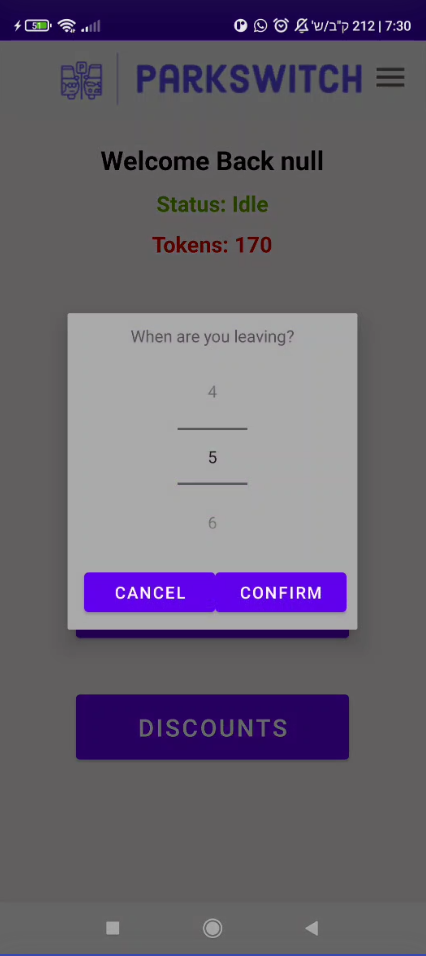 51 212 ק"ב/ש' | 7:30
P PARKSWITCH
Welcome Back null
Status: Idle
Tokens: 170
When are you leaving?
4
5
6
CANCEL CONFIRM
DISCOUNTS